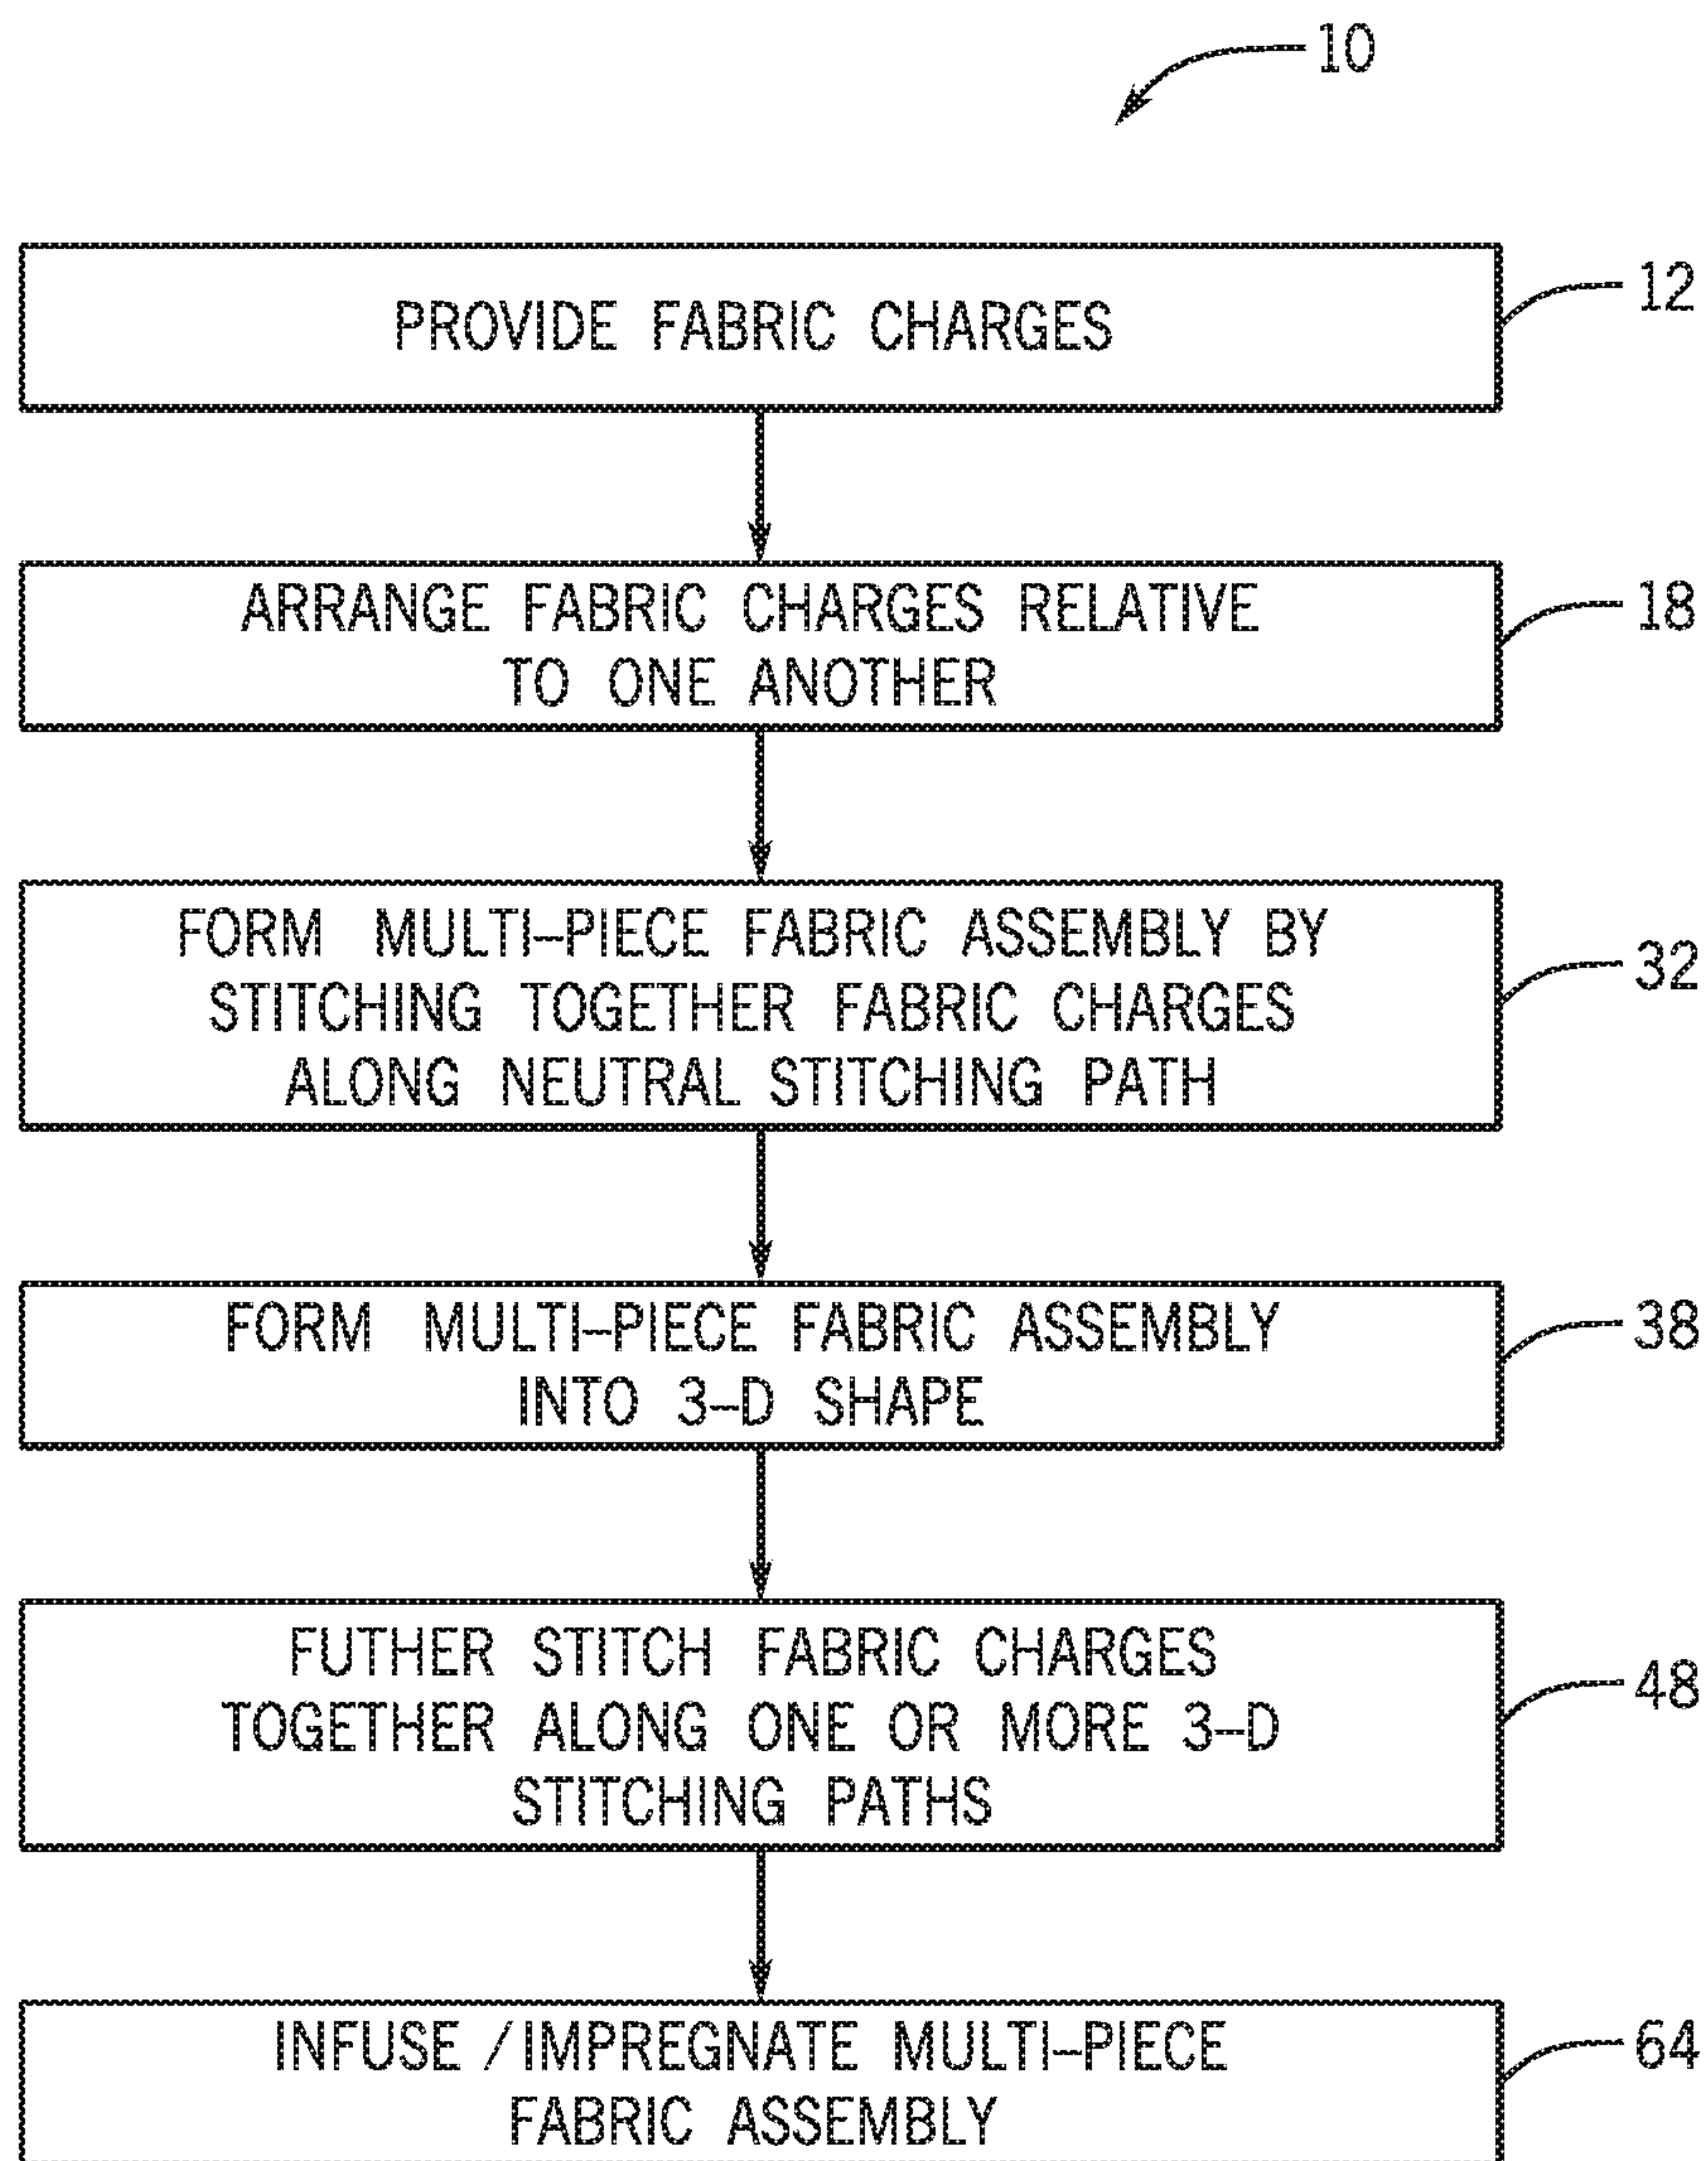 10
PROVIDE FABRIC CHARGES
12
ARRANGE FABRIC CHARGES RELATIVE
TO ONE ANOTHER
18
FORM MULTI-PIECE FABRIC ASSEMBLY BY
STITCHING TOGETHER FABRIC CHARGES
ALONG NEUTRAL STITCHING PATH
32
FORM MULTI-PIECE FABRIC ASSEMBLY
INTO 3-D SHAPE
38
FUTHER STITCH FABRIC CHARGES
TOGETHER ALONG ONE OR MORE 3-D
STITCHING PATHS
48
INFUSE /IMPREGNATE MULTI-PIECE
FABRIC ASSEMBLY
64